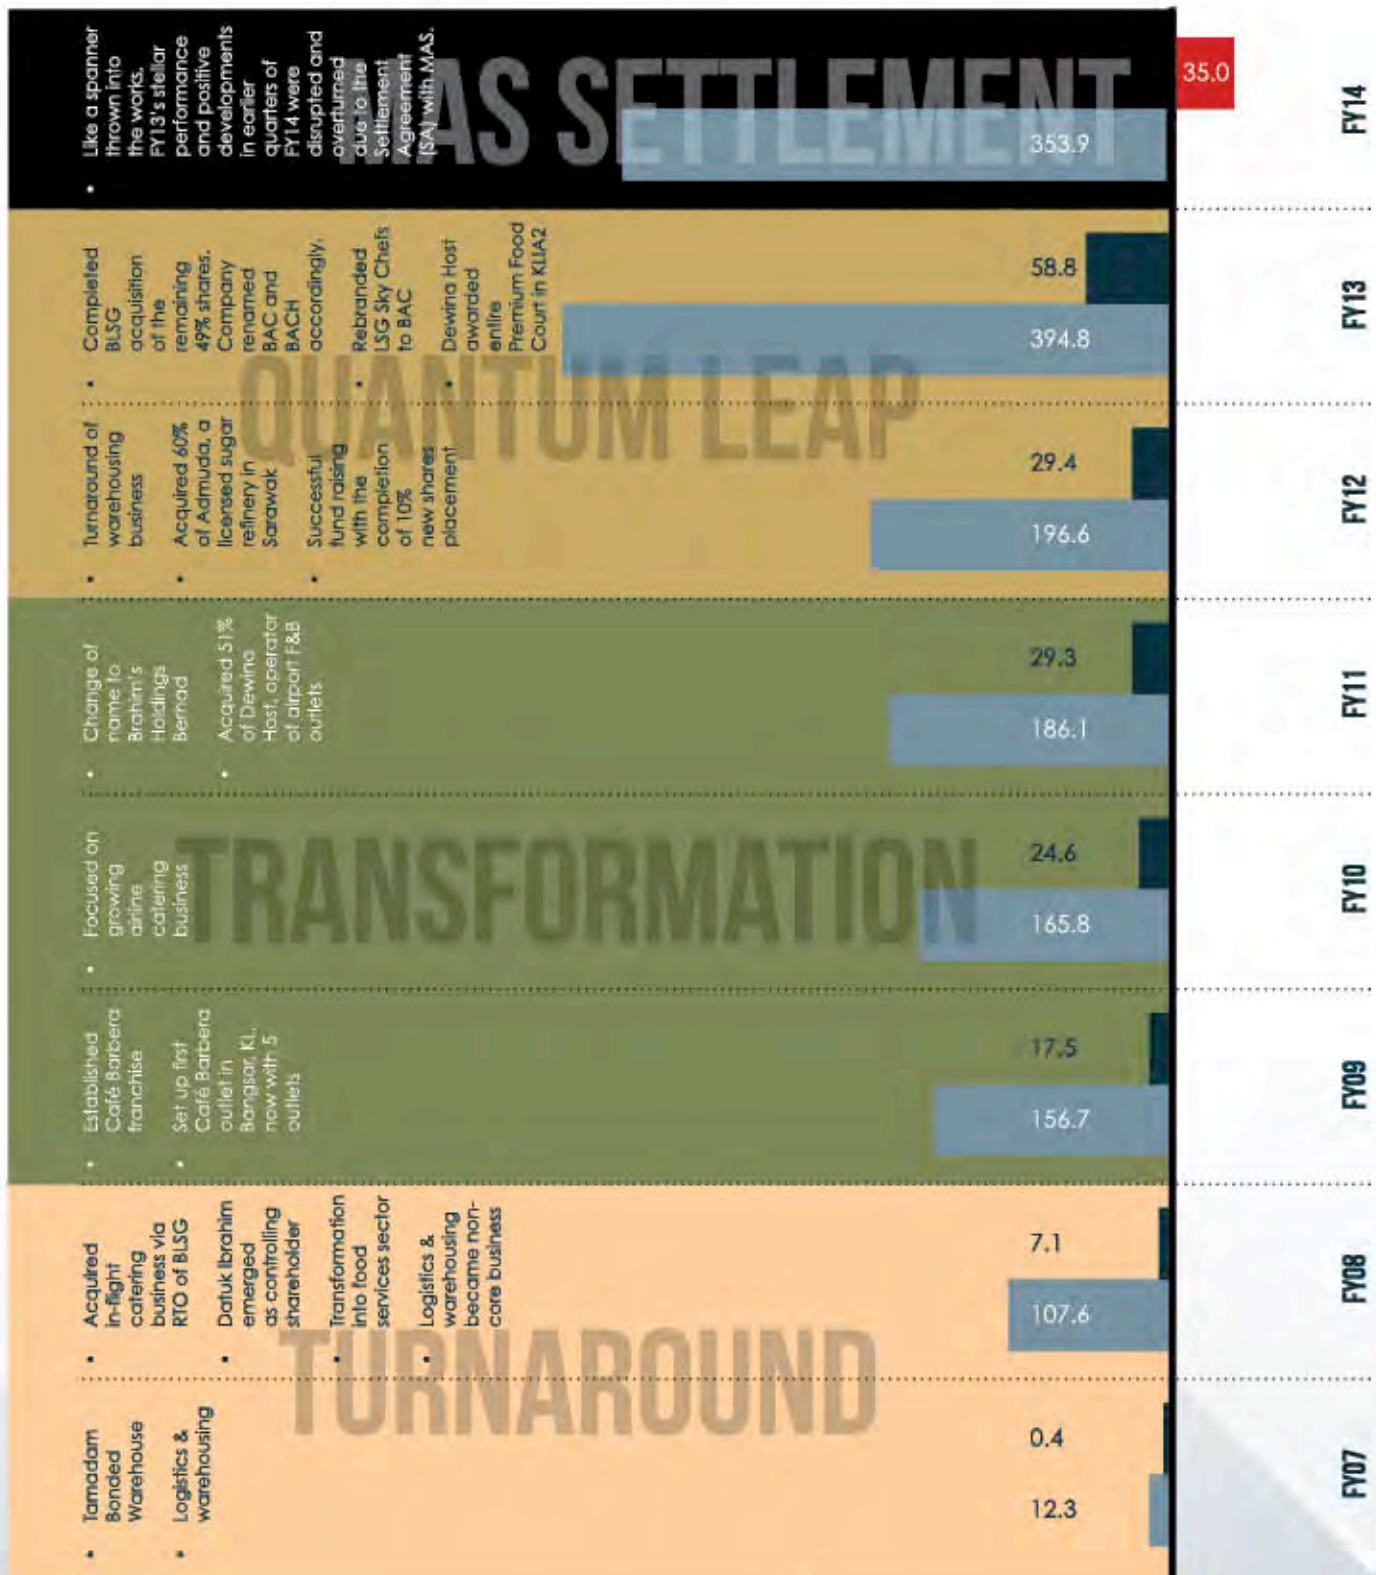 TURNAROUND
• Tamadam
Bonded
Warehouse
• Logistics &
warehousing
12.3
0.4
FY07
• Acquired
in-flight
catering
business via
RTO of BLSG
• Datuk Ibrahim
emerged
as controlling
shareholder
• Transformation
into food
services sector
• Logistics &
warehousing
became non-
core business
107.6
7.1
FY08
TRANSFORMATION
• Established
Café Barbera
franchise
• Set up first
Café Barbera
outlet in
Bangsar, KL,
now with 5
outlets
156.7
17.5
FY09
• Focused on
growing
airline
catering
business
165.8
24.6
FY10
• Change of
name to
Brahim's
Holdings
Berhad
• Acquired 51%
of Dewina
Host, operator
of airport F&B
outlets
186.1
29.3
FY11
QUANTUM LEAP
• Turnaround of
warehousing
business
• Acquired 60%
of Admuda, a
licensed sugar
refinery in
Sarawak
• Successful
fund raising
with the
completion
of 10%
new shares
placement
196.6
29.4
FY12
• Completed
BLSG
acquisition
of the
remaining
49% shares.
Company
renamed
BAC and
BACH
accordingly.
• Rebranded
LSG Sky Chefs
to BAC
• Dewina Host
awarded
entire
Premium Food
Court in KLIA2
394.8
58.8
FY13
MAS SETTLEMENT
• Like a spanner
thrown into
the works,
FY13's stellar
performance
and positive
developments
in earlier
quarters of
FY14 were
disrupted and
overturned
due to the
Settlement
Agreement
(SA) with MAS.
353.9
35.0
FY14